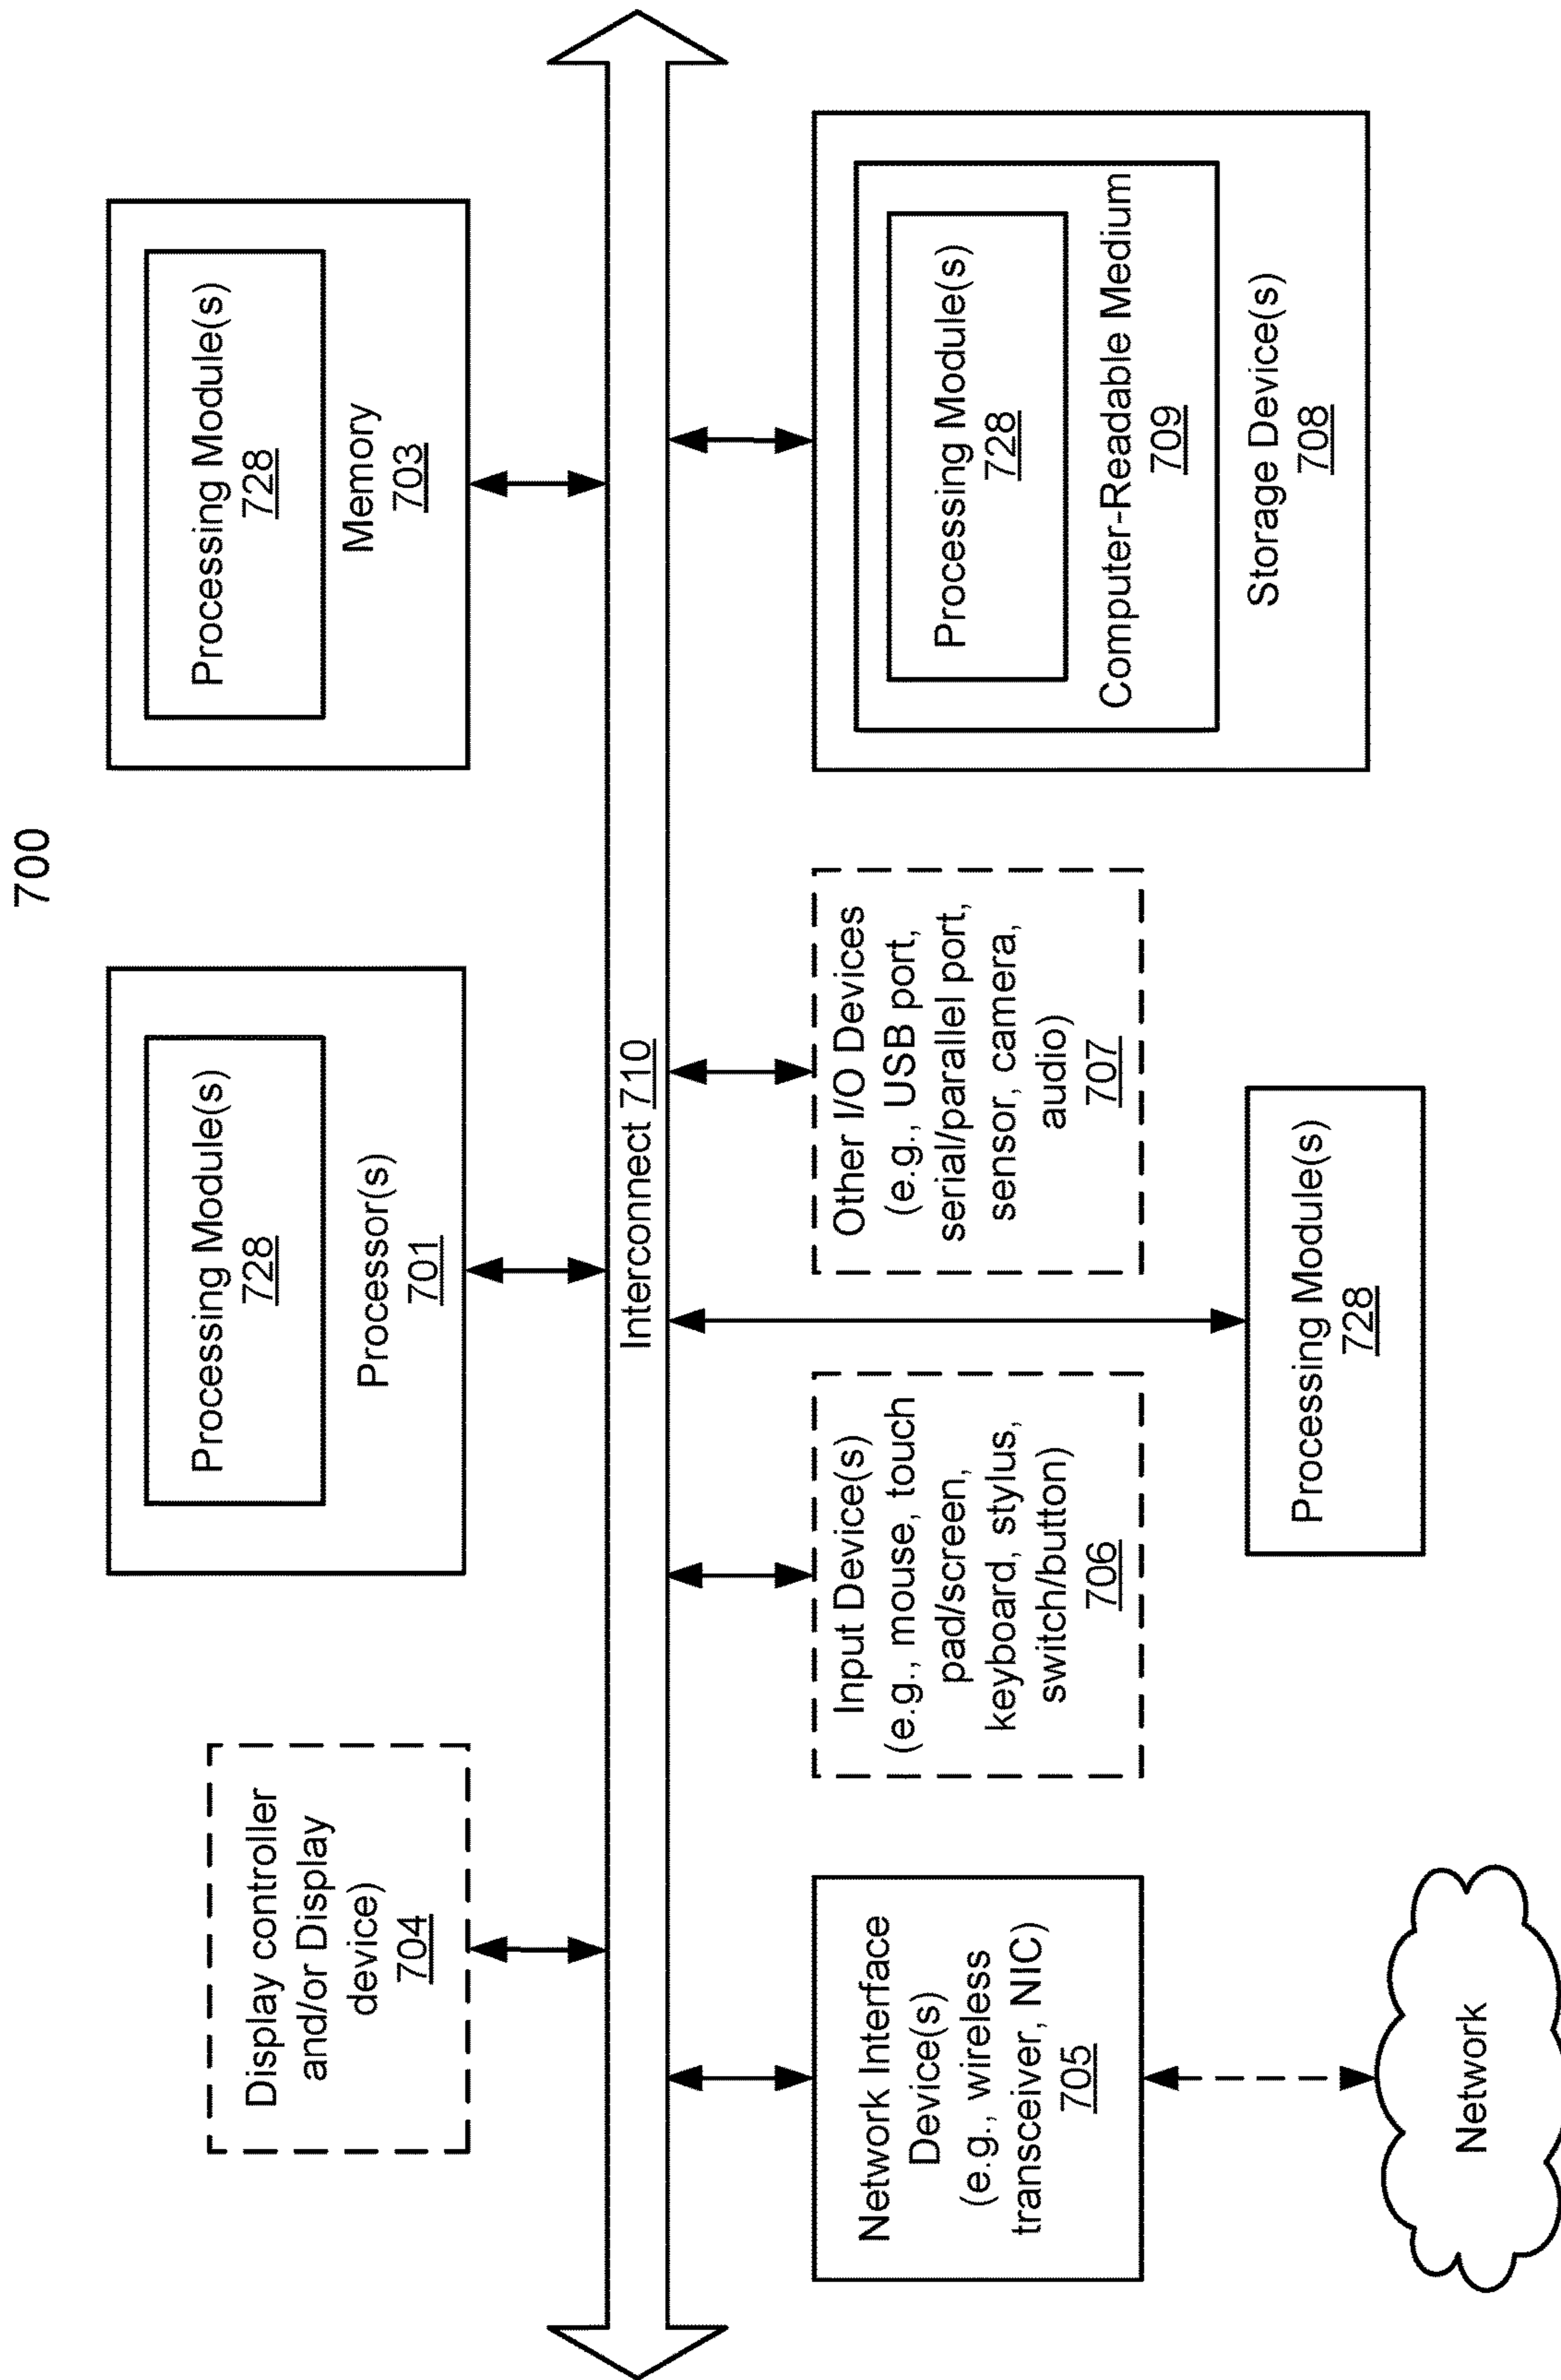 700
Display controller
and/or Display
device)
704
Processing Module(s)
728
Processor(s)
701
Processing Module(s)
728
Memory
703
Interconnect 710
Network Interface
Device(s)
(e.g., wireless
transceiver, NIC)
705
Input Device(s)
(e.g., mouse, touch
pad/screen,
keyboard, stylus,
switch/button)
706
Other I/O Devices
(e.g., USB port,
serial/parallel port,
sensor, camera,
audio)
707
Processing Module(s)
728
Computer-Readable Medium
709
Storage Device(s)
708
Processing Module(s)
728
Network